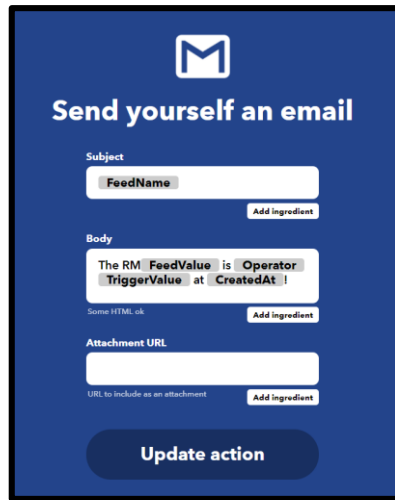 Send yourself an email
Subject
FeedName
Add ingredient
Body
The RM FeedValue is Operator
TriggerValue at CreatedAt !
Some HTML ok
Add ingredient
Attachment URL
URL to include as an attachment
Add ingredient
Update action